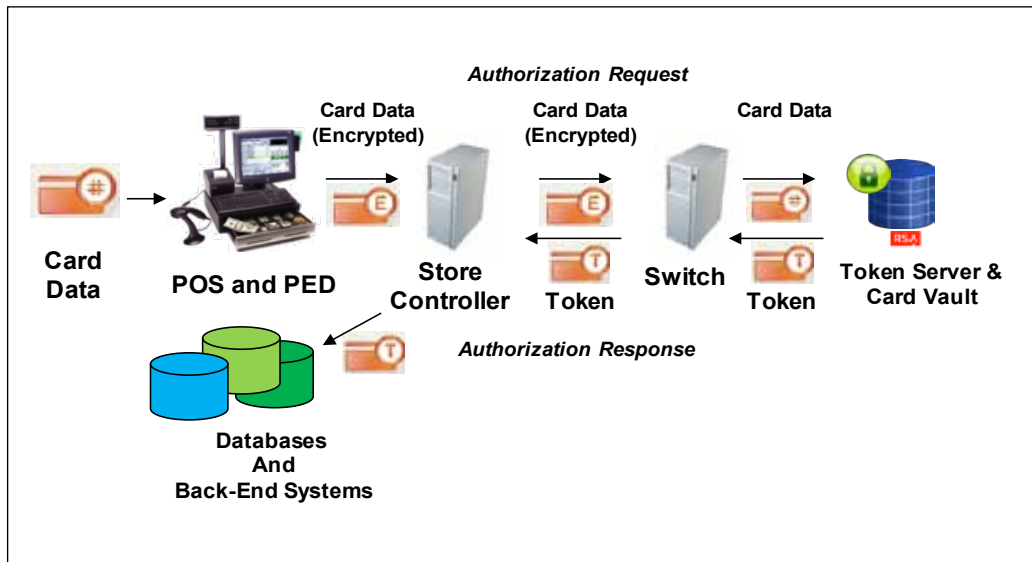 Authorization Request
Card Data
(Encrypted)
Card Data
(Encrypted)
Card Data
#
E
E
#
T
T
RSA
Card
Data
POS and PED
Store
Controller
Token
Switch
Token
Token Server &
Card Vault
T
Authorization Response
Databases
And
Back-End Systems